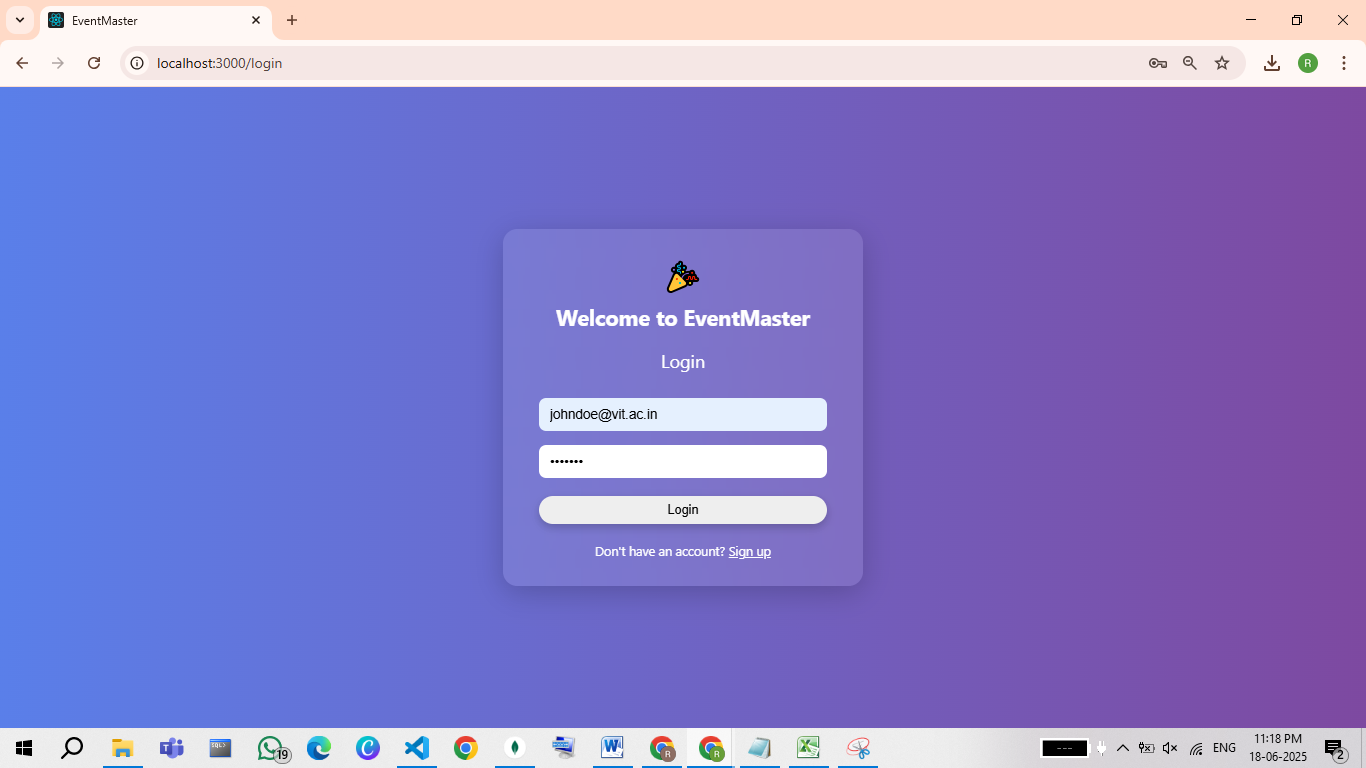 EventMaster
localhost:3000/login
R
Welcome to EventMaster
Login
johndoe@vit.ac.in
•••••••
Login
Don't have an account? Sign up
SQL>
19
R
R
ENG
11:18 PM
18-06-2025
2